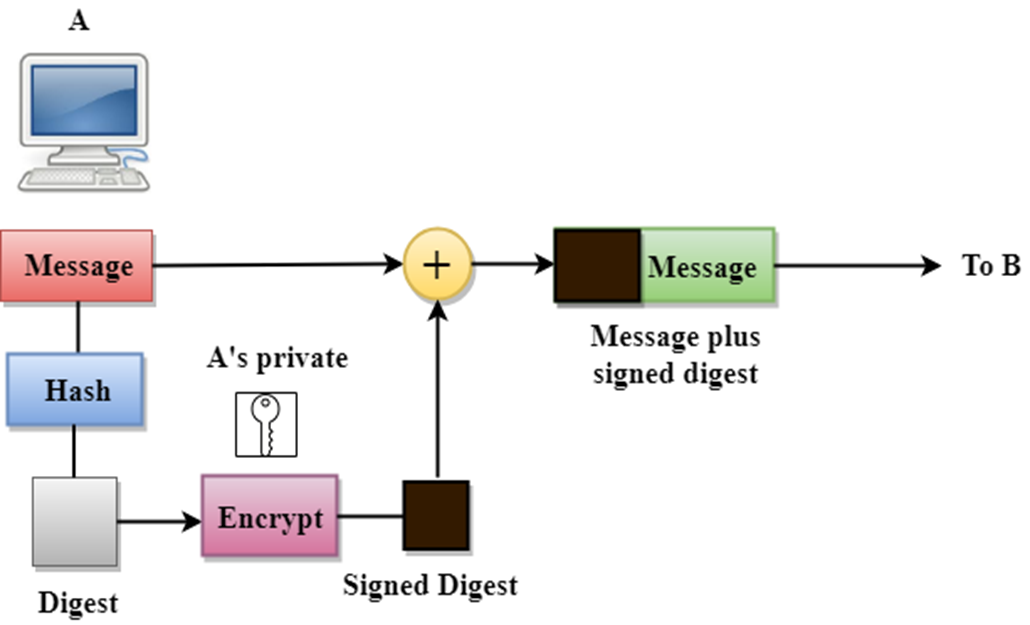 A
Message
+
Message
To B
Message plus
signed digest
Hash
A's private
Encrypt
Signed Digest
Digest